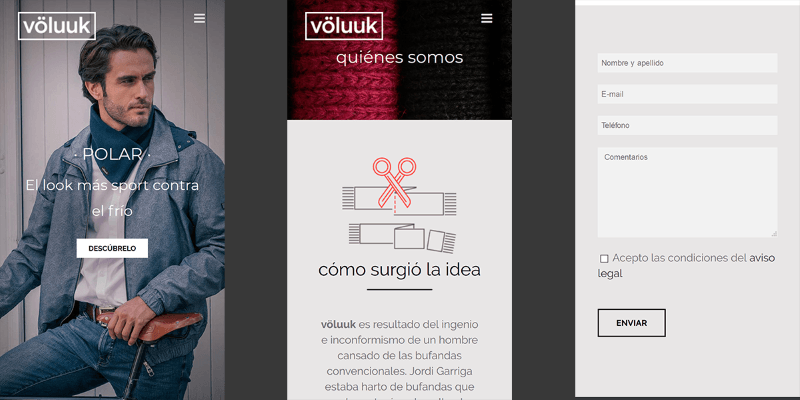 völuuk
· POLAR ·
El look más sport contra
el frío
DESCÚBRELO
völuuk
quiénes somos
cómo surgió la idea
völuuk es resultado del ingenio
e inconformismo de un hombre
cansado de las bufandas
convencionales. Jordi Garriga
estaba harto de bufandas que
Nombre y apellido
E-mail
Teléfono
Comentarios
Acepto las condiciones del aviso
legal
ENVIAR